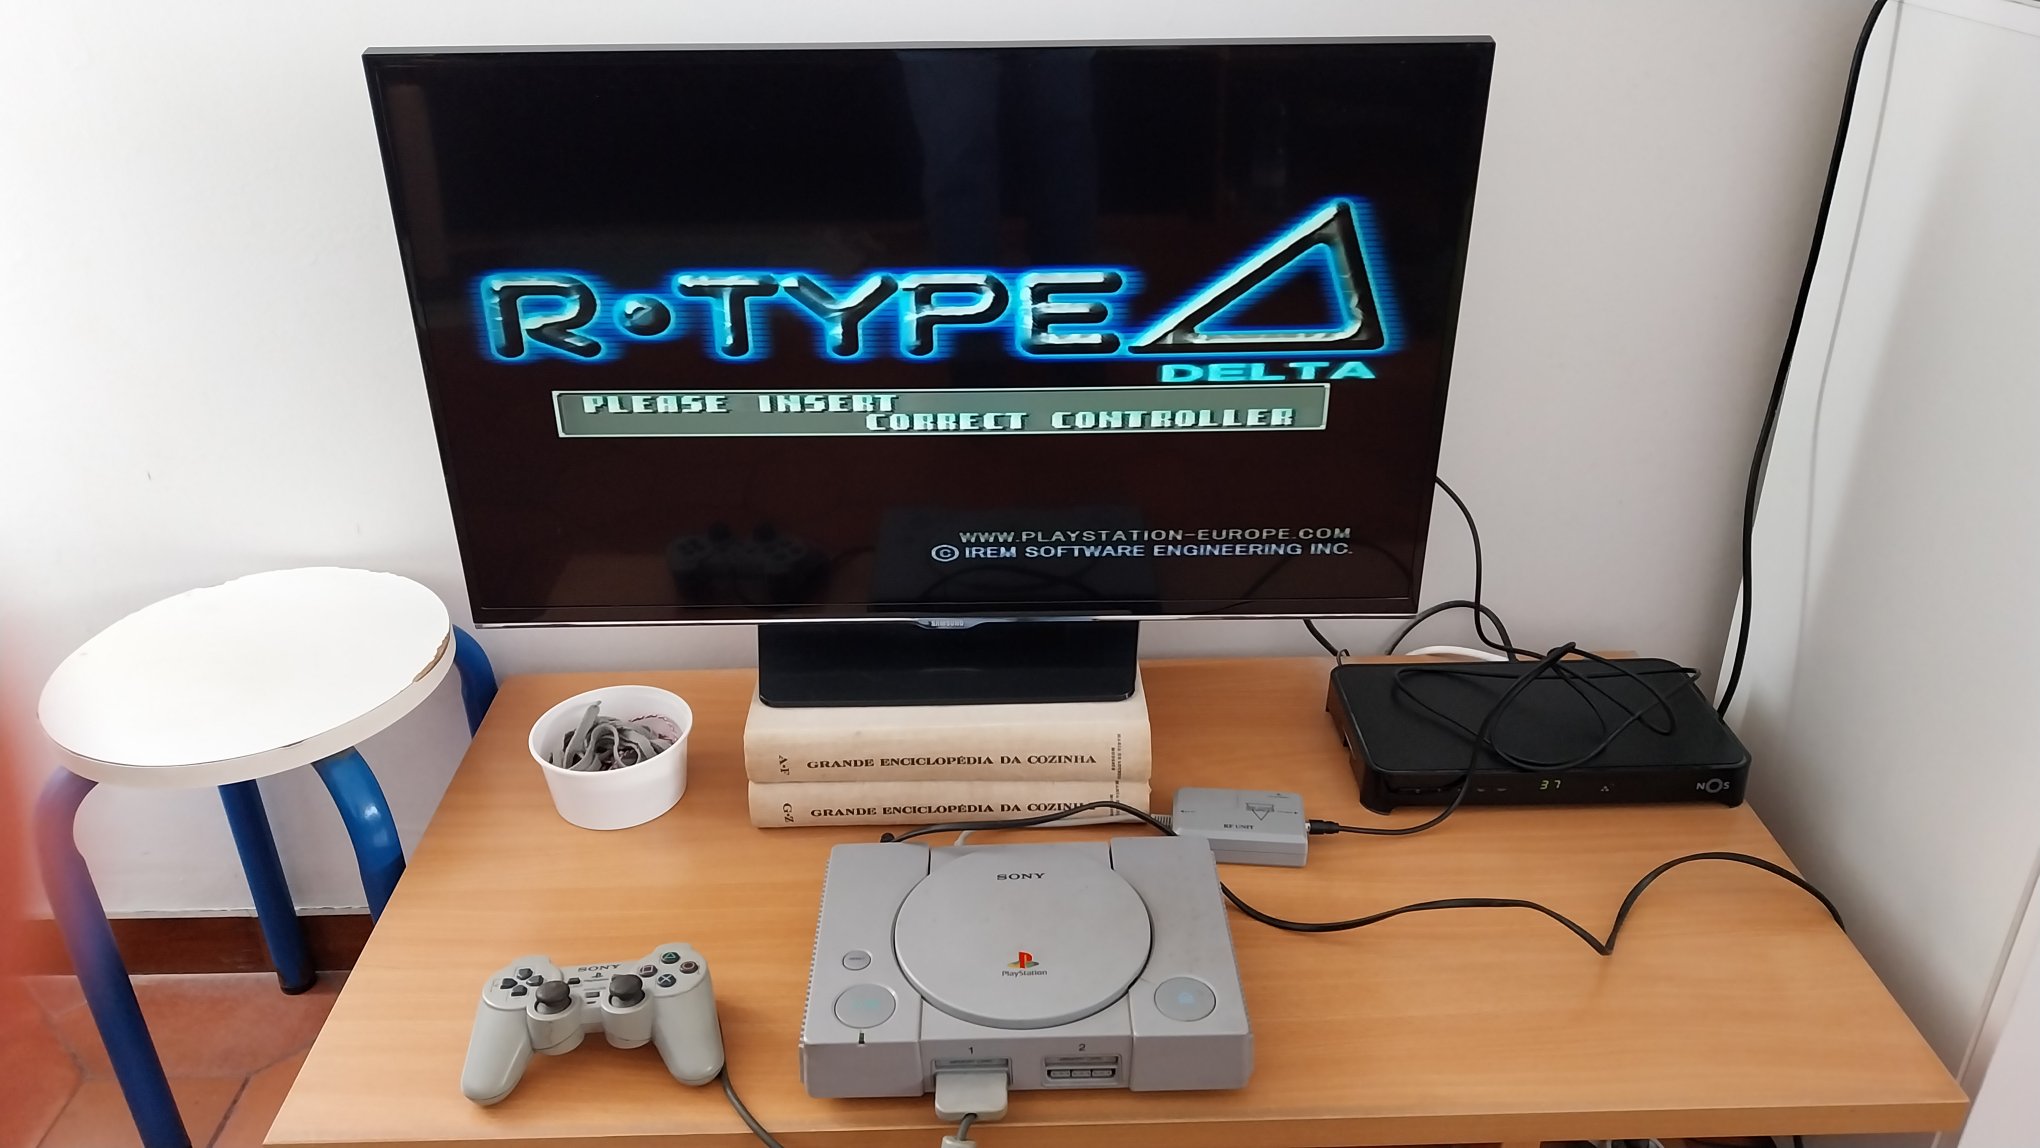 R·TYPE Δ
DELTA
PLEASE INSERT
CORRECT CONTROLLER
WWW.PLAYSTATION-EUROPE.COM
© IREM SOFTWARE ENGINEERING INC.
SAMSUNG
A-F GRANDE ENCICLOPÉDIA DA COZINHA
G-Z GRANDE ENCICLOPÉDIA DA COZINHA
37
NOS
RF UNIT
SONY
PlayStation
SONY
1
2